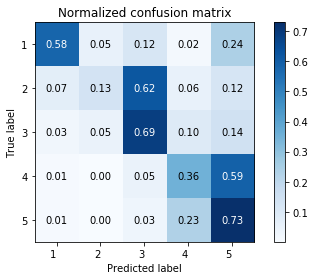 Normalized confusion matrix
1 0.58 0.05 0.12 0.02 0.24
2 0.07 0.13 0.62 0.06 0.12
3 0.03 0.05 0.69 0.10 0.14
4 0.01 0.00 0.05 0.36 0.59
5 0.01 0.00 0.03 0.23 0.73
1 2 3 4 5
True label
Predicted label
0.7
0.6
0.5
0.4
0.3
0.2
0.1